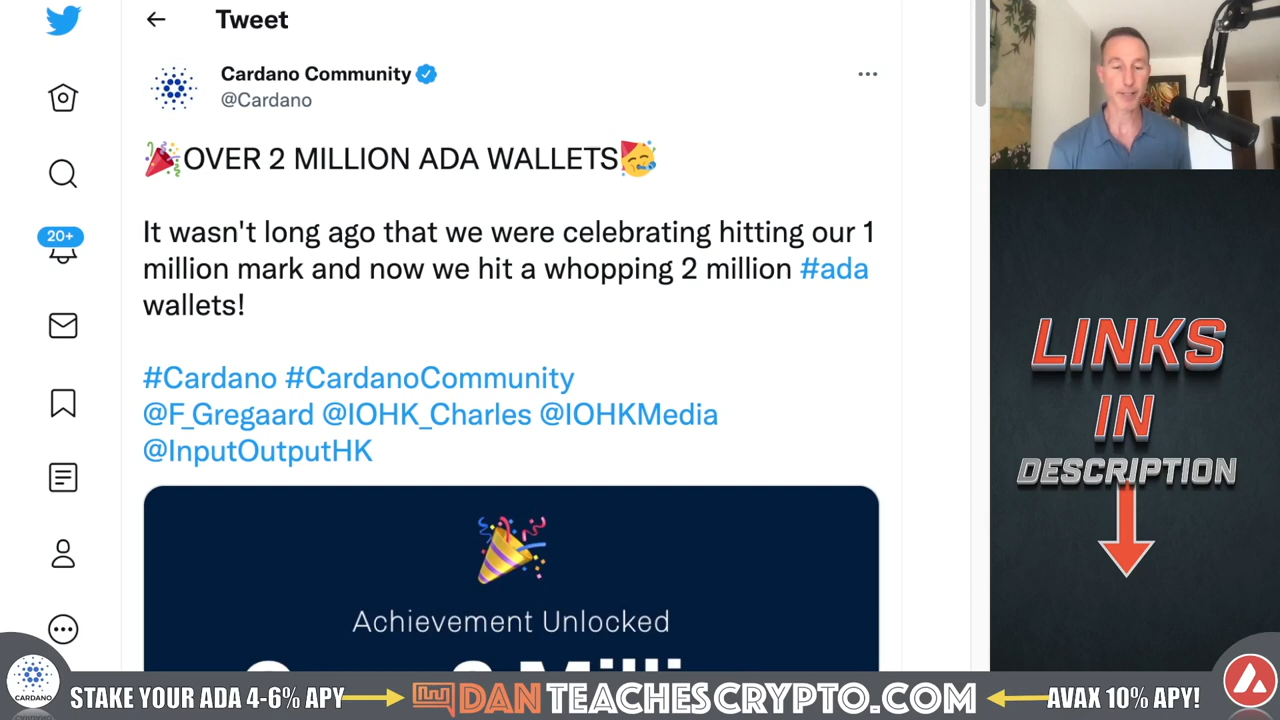 Tweet
Cardano Community
@Cardano
OVER 2 MILLION ADA WALLETS
It wasn't long ago that we were celebrating hitting our 1
million mark and now we hit a whopping 2 million #ada
wallets!
#Cardano #CardanoCommunity
@F_Gregaard @IOHK_Charles @IOHKMedia
@InputOutputHK
20+
Achievement Unlocked
LINKS
IN
DESCRIPTION
CARDANO
STAKE YOUR ADA 4-6% APY
DANTEACHESCRYPTO.COM
AVAX 10% APY!